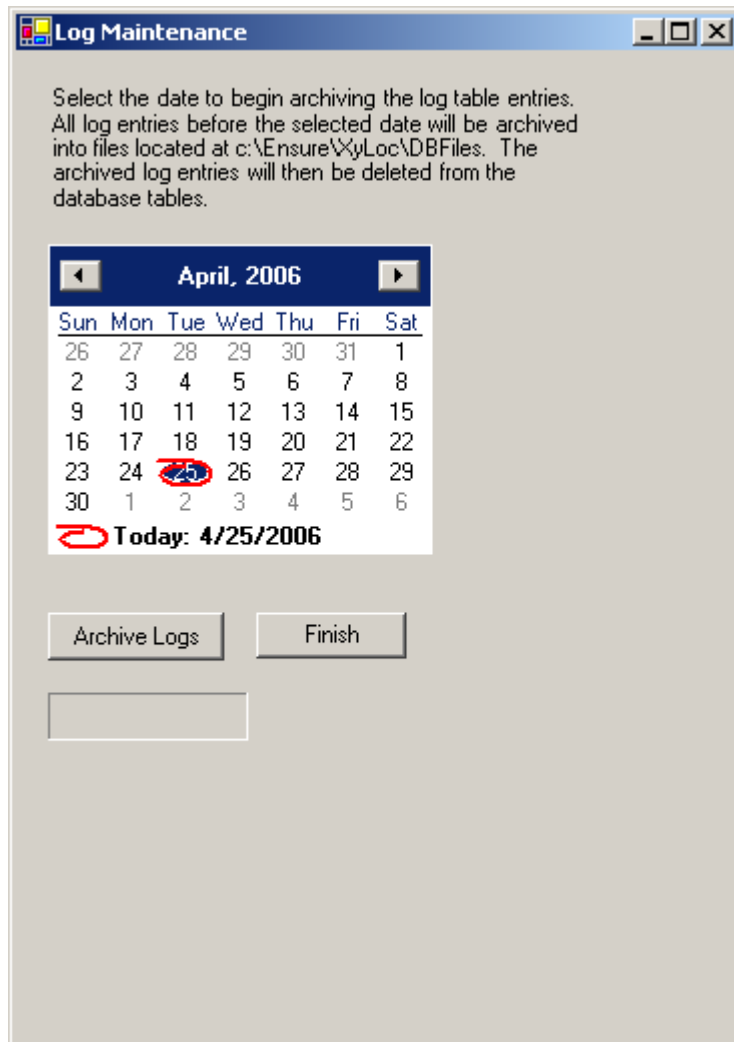 Log Maintenance
Select the date to begin archiving the log table entries.
All log entries before the selected date will be archived
into files located at c:\Ensure\XyLoc\DBFiles.  The
archived log entries will then be deleted from the
database tables.
April, 2006
Sun Mon Tue Wed Thu Fri Sat
26 27 28 29 30 31 1
2 3 4 5 6 7 8
9 10 11 12 13 14 15
16 17 18 19 20 21 22
23 24 25 26 27 28 29
30 1 2 3 4 5 6
Today: 4/25/2006
Archive Logs Finish